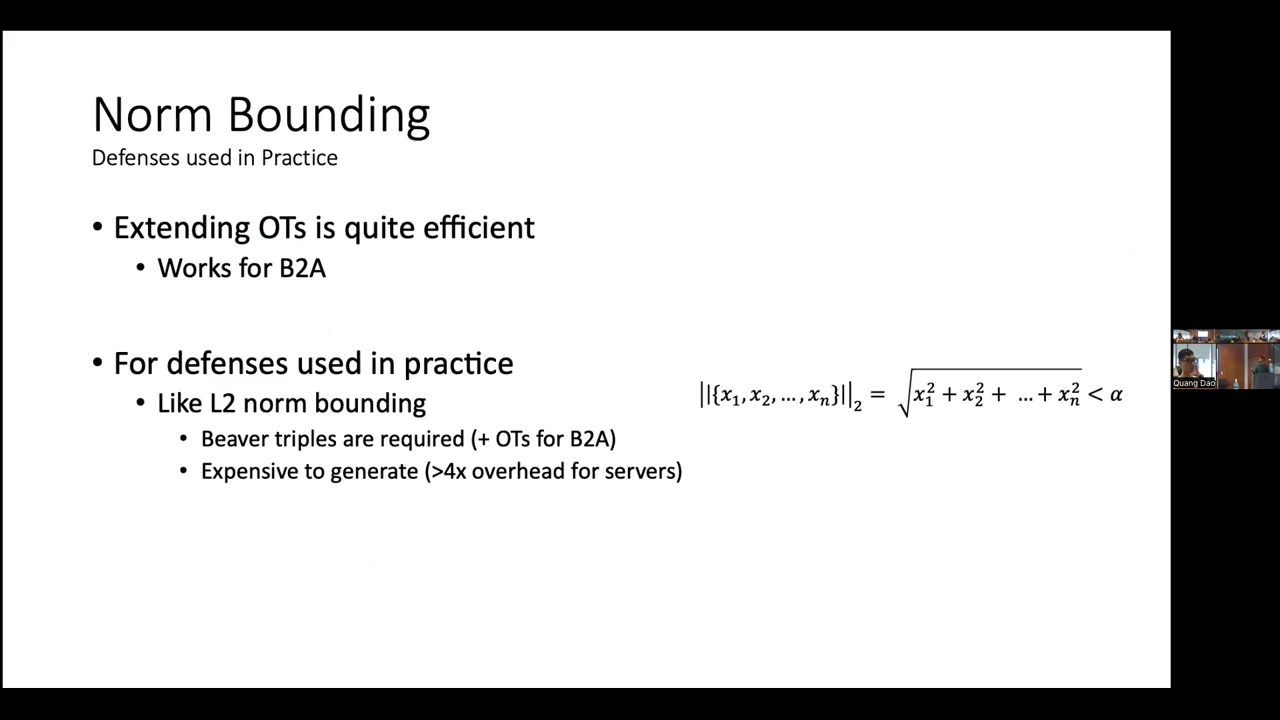 Norm Bounding
Defenses used in Practice
• Extending OTs is quite efficient
• Works for B2A
• For defenses used in practice
• Like L2 norm bounding
• Beaver triples are required (+ OTs for B2A)
• Expensive to generate (>4x overhead for servers)
||{x₁, x₂, …, xₙ}||₂ = √(x₁² + x₂² + … + xₙ²) < α
Quang Dao